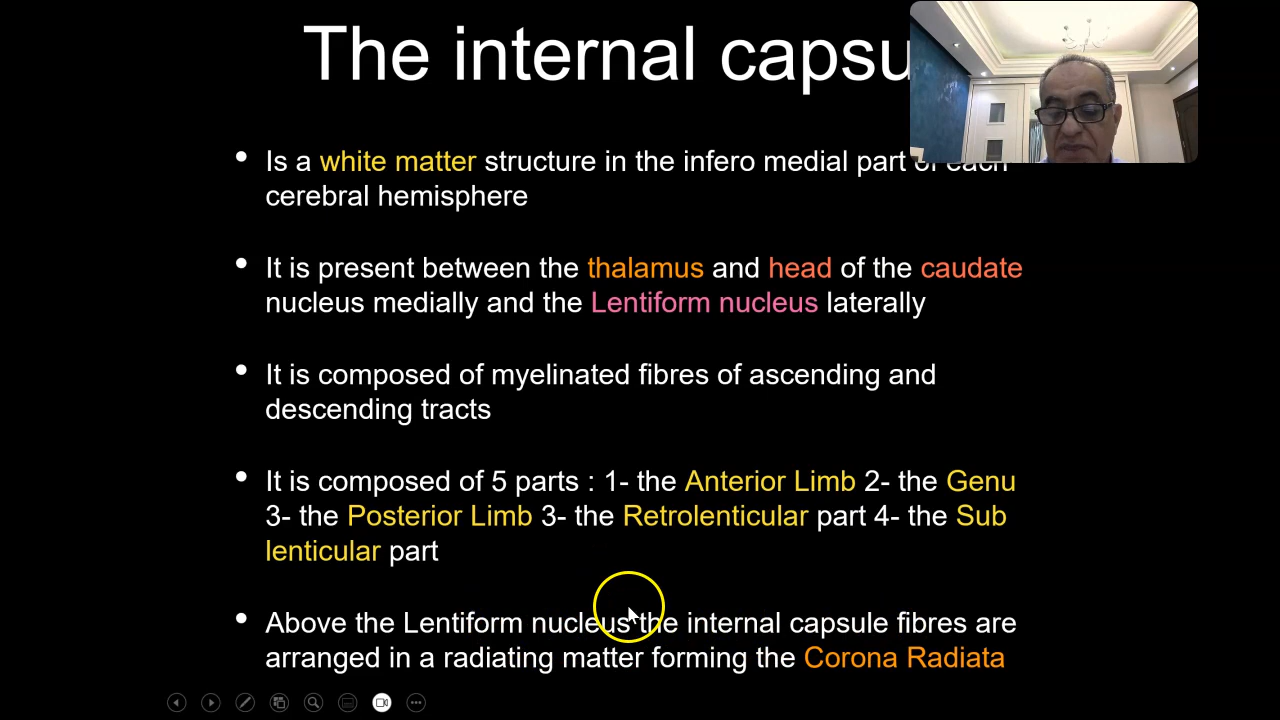 The internal capsu
• Is a white matter structure in the infero medial part of each
cerebral hemisphere
• It is present between the thalamus and head of the caudate
nucleus medially and the Lentiform nucleus laterally
• It is composed of myelinated fibres of ascending and
descending tracts
• It is composed of 5 parts : 1- the Anterior Limb 2- the Genu
3- the Posterior Limb 3- the Retrolenticular part 4- the Sub
lenticular part
• Above the Lentiform nucleus the internal capsule fibres are
arranged in a radiating matter forming the Corona Radiata